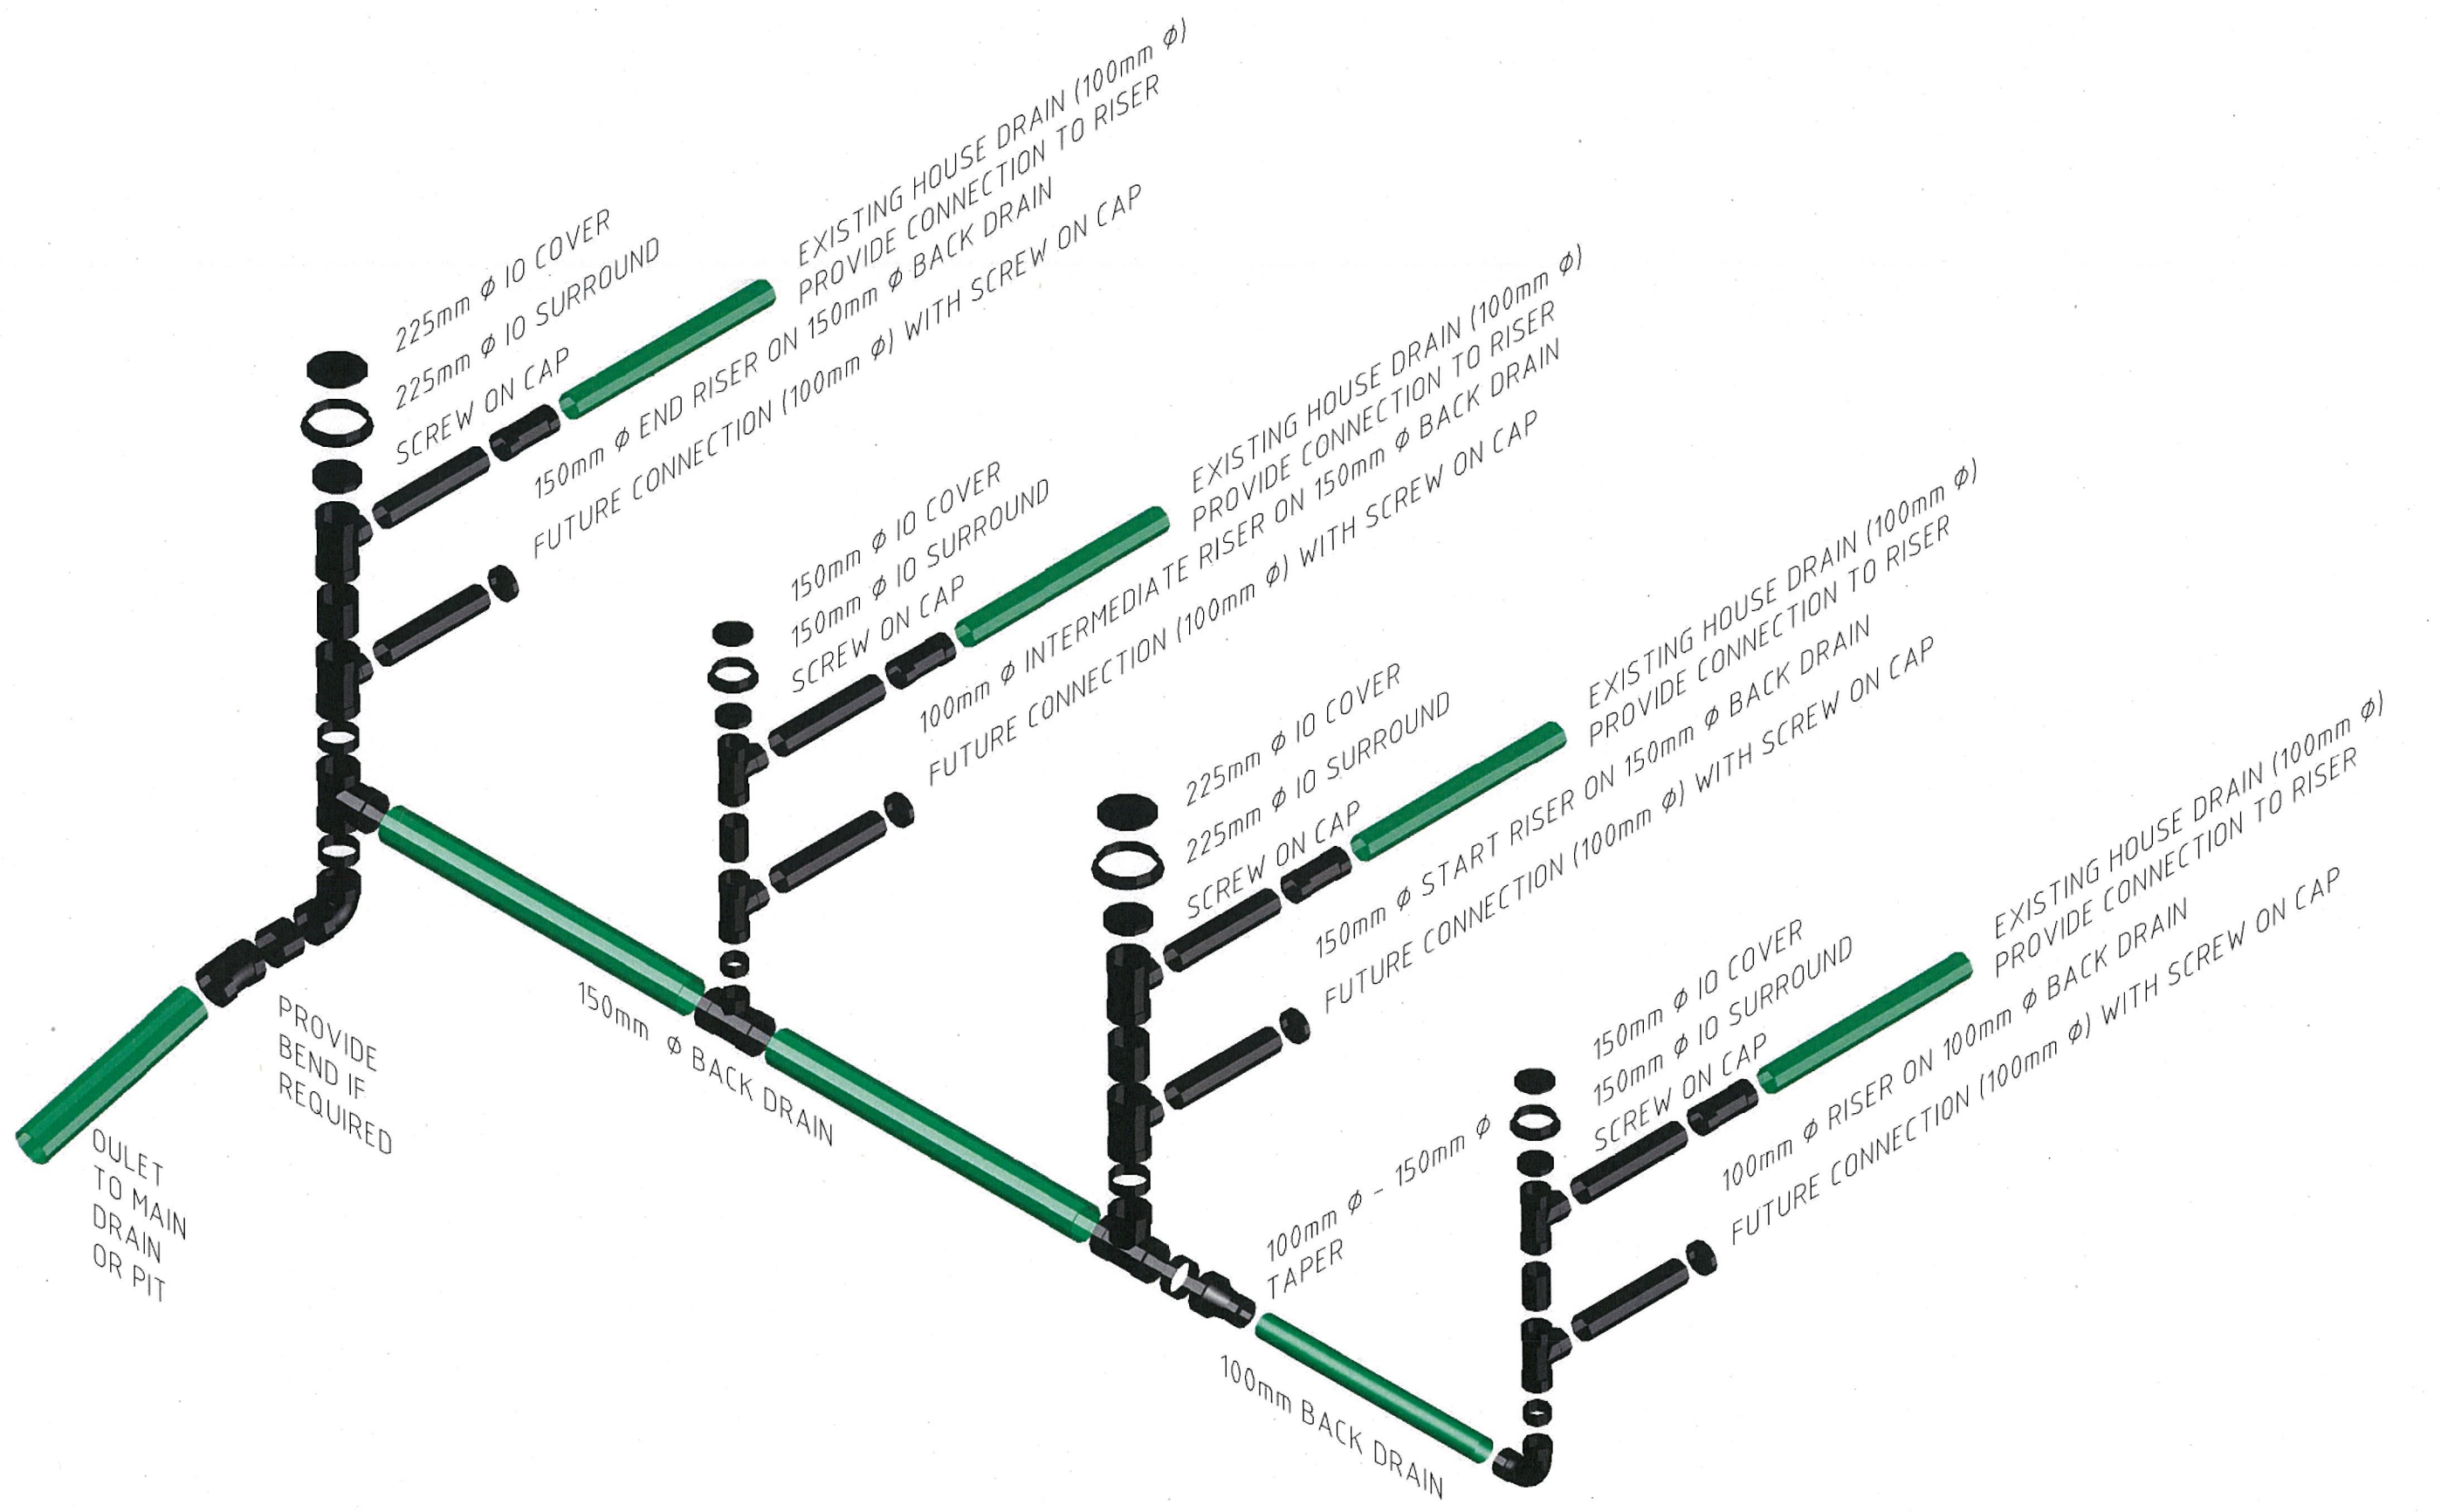 225mm ϕ IO COVER
225mm ϕ IO SURROUND
SCREW ON CAP
EXISTING HOUSE DRAIN (100mm ϕ)
PROVIDE CONNECTION TO RISER
150mm ϕ END RISER ON 150mm ϕ BACK DRAIN
FUTURE CONNECTION (100mm ϕ) WITH SCREW ON CAP
150mm ϕ IO COVER
150mm ϕ IO SURROUND
SCREW ON CAP
EXISTING HOUSE DRAIN (100mm ϕ)
PROVIDE CONNECTION TO RISER
100mm ϕ INTERMEDIATE RISER ON 150mm ϕ BACK DRAIN
FUTURE CONNECTION (100mm ϕ) WITH SCREW ON CAP
225mm ϕ IO COVER
225mm ϕ IO SURROUND
SCREW ON CAP
EXISTING HOUSE DRAIN (100mm ϕ)
PROVIDE CONNECTION TO RISER
150mm ϕ START RISER ON 150mm ϕ BACK DRAIN
FUTURE CONNECTION (100mm ϕ) WITH SCREW ON CAP
150mm ϕ IO COVER
150mm ϕ IO SURROUND
SCREW ON CAP
EXISTING HOUSE DRAIN (100mm ϕ)
PROVIDE CONNECTION TO RISER
100mm ϕ RISER ON 100mm ϕ BACK DRAIN
FUTURE CONNECTION (100mm ϕ) WITH SCREW ON CAP
PROVIDE
BEND IF
REQUIRED
OULET
TO MAIN
DRAIN
OR PIT
150mm ϕ BACK DRAIN
100mm ϕ - 150mm ϕ
TAPER
100mm BACK DRAIN